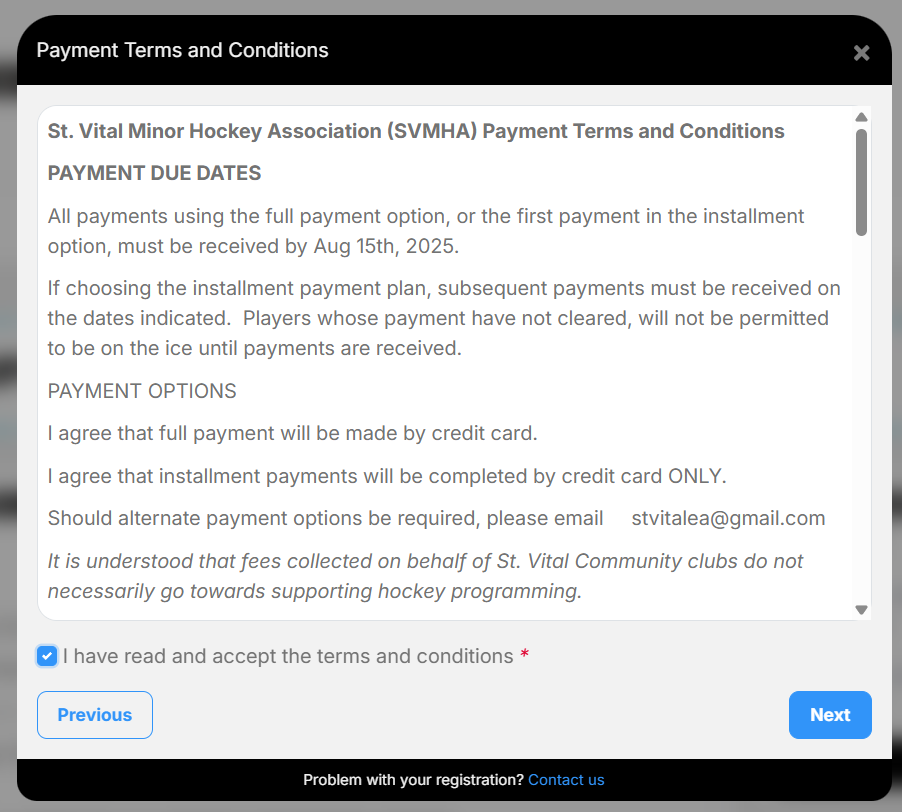 Payment Terms and Conditions
St. Vital Minor Hockey Association (SVMHA) Payment Terms and Conditions
PAYMENT DUE DATES
All payments using the full payment option, or the first payment in the installment
option, must be received by Aug 15th, 2025.
If choosing the installment payment plan, subsequent payments must be received on
the dates indicated.  Players whose payment have not cleared, will not be permitted
to be on the ice until payments are received.
PAYMENT OPTIONS
I agree that full payment will be made by credit card.
I agree that installment payments will be completed by credit card ONLY.
Should alternate payment options be required, please email    stvitalea@gmail.com
It is understood that fees collected on behalf of St. Vital Community clubs do not
necessarily go towards supporting hockey programming.
I have read and accept the terms and conditions *
Previous
Next
Problem with your registration? Contact us